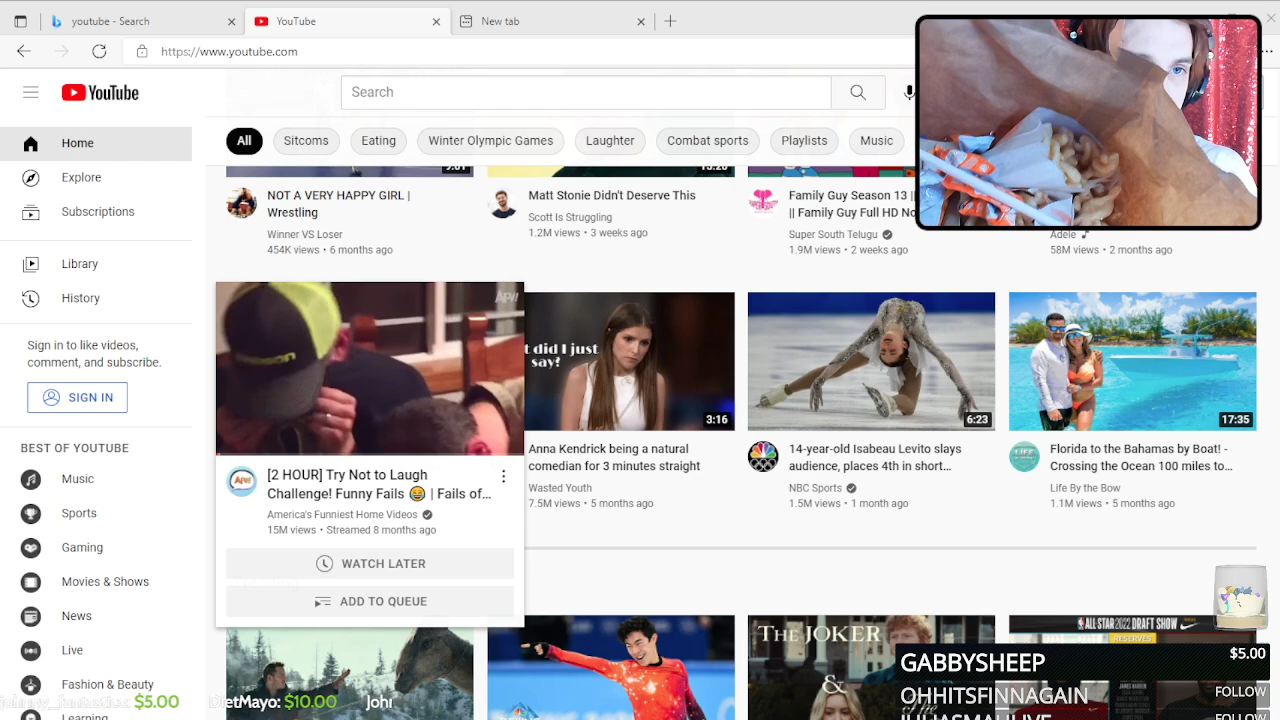 youtube - Search
YouTube
New tab
https://www.youtube.com
YouTube
Search
All
Sitcoms
Eating
Winter Olympic Games
Laughter
Combat sports
Playlists
Music
Home
Explore
Subscriptions
Library
History
Sign in to like videos,
comment, and subscribe.
SIGN IN
BEST OF YOUTUBE
Music
Sports
Gaming
Movies & Shows
News
Live
Fashion & Beauty
Learning
NOT A VERY HAPPY GIRL |
Wrestling
Winner VS Loser
454K views • 6 months ago
Matt Stonie Didn't Deserve This
Scott Is Struggling
1.2M views • 3 weeks ago
Family Guy Season 13 ||
|| Family Guy Full HD No
Super South Telugu
1.9M views • 2 weeks ago
Adele
58M views • 2 months ago
AFV
[2 HOUR] Try Not to Laugh
Challenge! Funny Fails 😂 | Fails of...
America's Funniest Home Videos
15M views • Streamed 8 months ago
WATCH LATER
ADD TO QUEUE
t did I just
say?
3:16
Anna Kendrick being a natural
comedian for 3 minutes straight
Wasted Youth
7.5M views • 5 months ago
6:23
14-year-old Isabeau Levito slays
audience, places 4th in short...
NBC Sports
1.5M views • 1 month ago
17:35
Florida to the Bahamas by Boat! -
Crossing the Ocean 100 miles to...
Life By the Bow
1.1M views • 5 months ago
THE JOKER
&
ALL-STAR 2022 DRAFT SHOW
RESERVES
GABBYSHEEP $5.00
OHHITSFINNAGAIN FOLLOW
FOLLOW
$5.00 DietMayo: $10.00